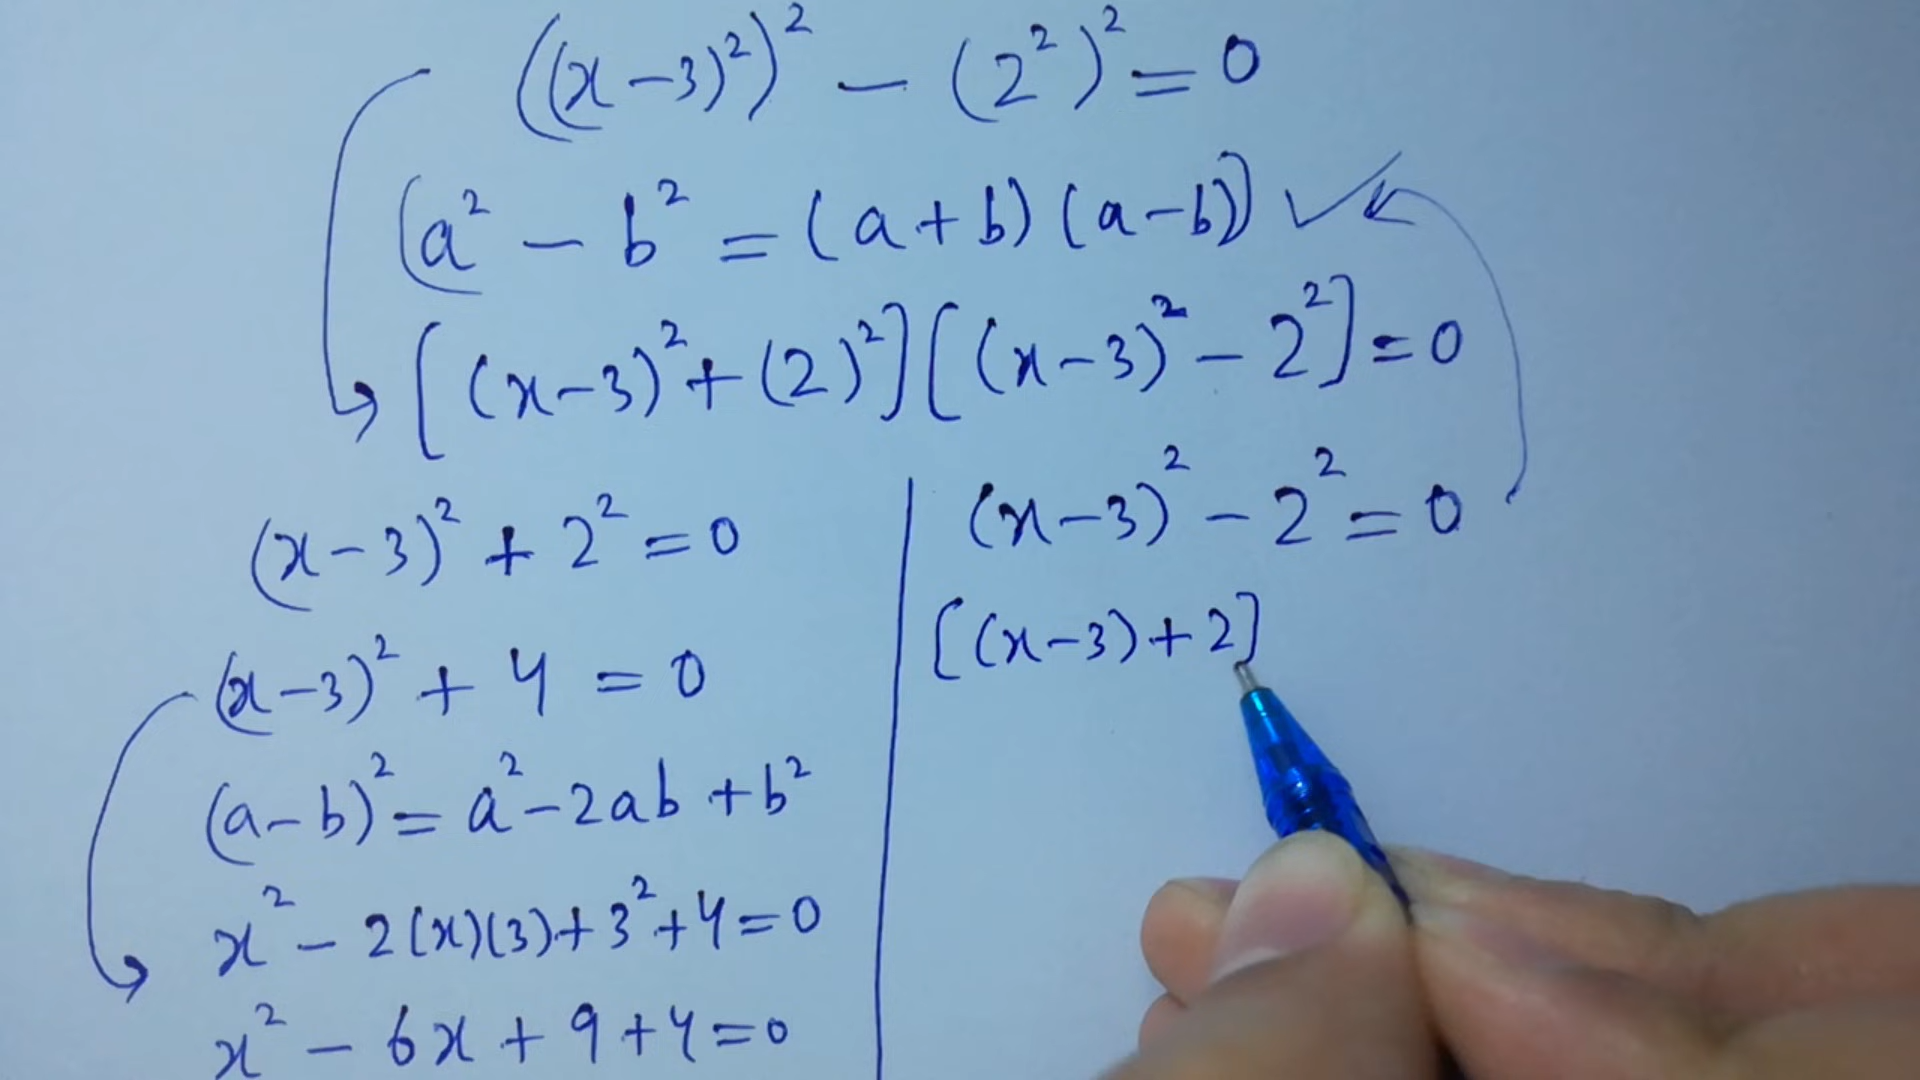 ((x-3)²)² - (2²)² = 0
(a² - b² = (a+b)(a-b))
[(x-3)² + (2)²][(x-3)² - 2²] = 0
(x-3)² + 2² = 0
(x-3)² + 4 = 0
(a-b)² = a² - 2ab + b²
x² - 2(x)(3) + 3² + 4 = 0
x² - 6x + 9 + 4 = 0
(x-3)² - 2² = 0
[(x-3) + 2]